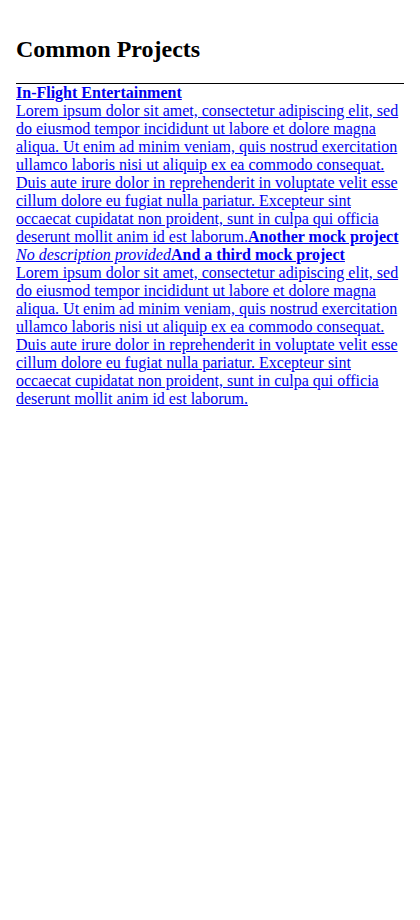 Common Projects
In-Flight Entertainment
Lorem ipsum dolor sit amet, consectetur adipiscing elit, sed
do eiusmod tempor incididunt ut labore et dolore magna
aliqua. Ut enim ad minim veniam, quis nostrud exercitation
ullamco laboris nisi ut aliquip ex ea commodo consequat.
Duis aute irure dolor in reprehenderit in voluptate velit esse
cillum dolore eu fugiat nulla pariatur. Excepteur sint
occaecat cupidatat non proident, sunt in culpa qui officia
deserunt mollit anim id est laborum.Another mock project
No description providedAnd a third mock project
Lorem ipsum dolor sit amet, consectetur adipiscing elit, sed
do eiusmod tempor incididunt ut labore et dolore magna
aliqua. Ut enim ad minim veniam, quis nostrud exercitation
ullamco laboris nisi ut aliquip ex ea commodo consequat.
Duis aute irure dolor in reprehenderit in voluptate velit esse
cillum dolore eu fugiat nulla pariatur. Excepteur sint
occaecat cupidatat non proident, sunt in culpa qui officia
deserunt mollit anim id est laborum.